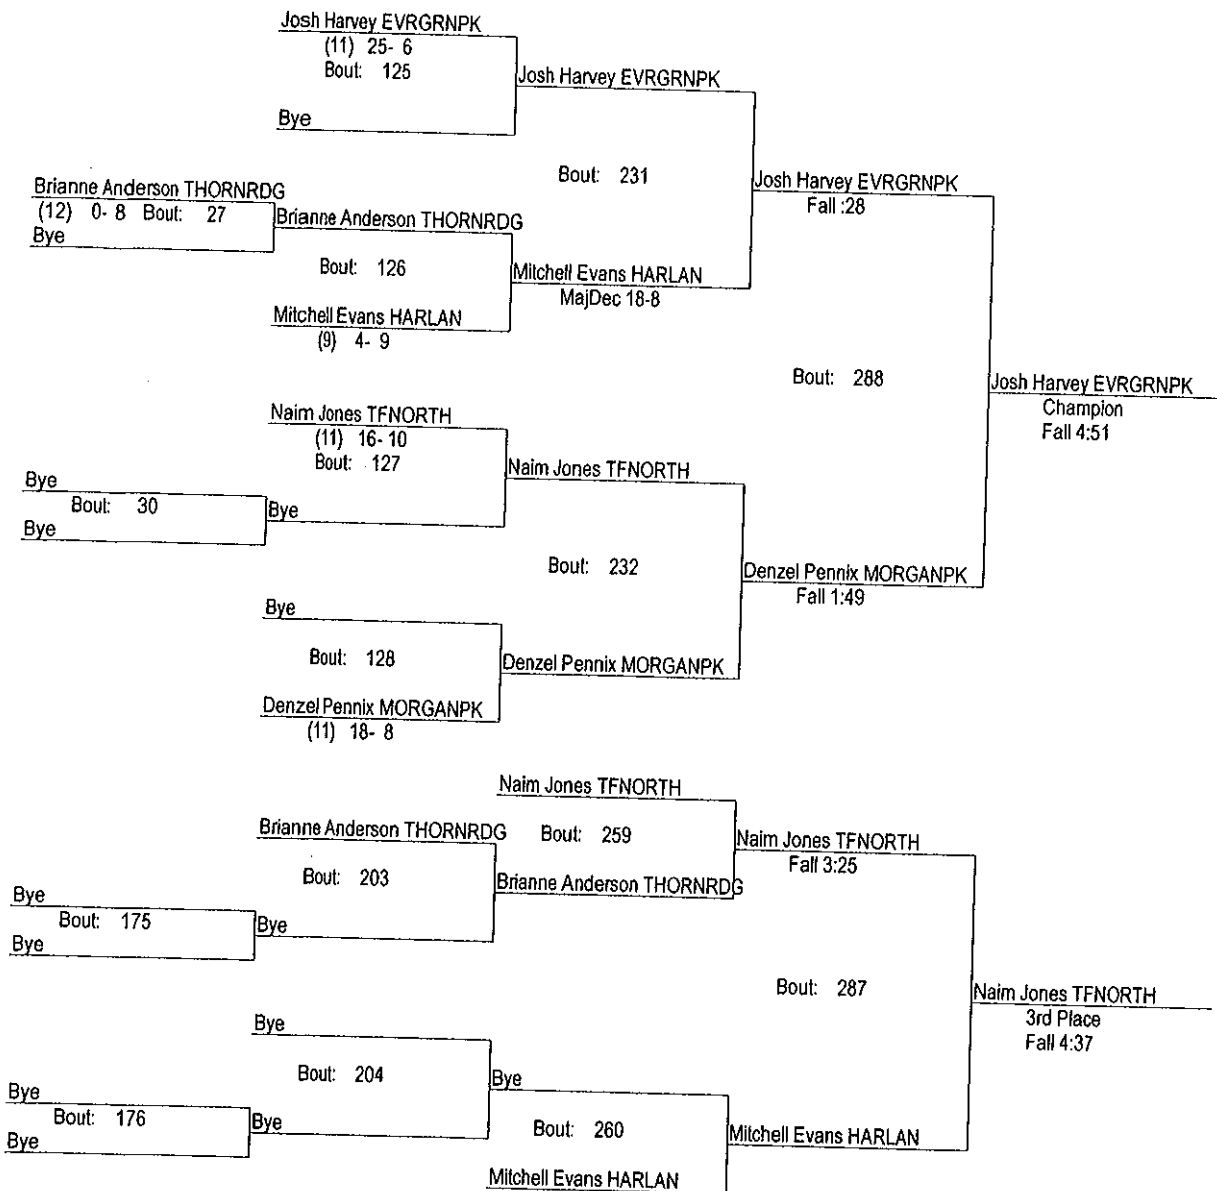 Josh Harvey EVRGRNPK
(11) 25- 6
Bout: 125
Josh Harvey EVRGRNPK
Bye
Bout: 231
Josh Harvey EVRGRNPK
Fall :28
Brianne Anderson THORNRDG
(12) 0- 8 Bout: 27
Bye
Brianne Anderson THORNRDG
Bout: 126
Mitchell Evans HARLAN
MajDec 18-8
Mitchell Evans HARLAN
(9) 4- 9
Bout: 288
Josh Harvey EVRGRNPK
Champion
Fall 4:51
Naim Jones TFNORTH
(11) 16- 10
Bout: 127
Naim Jones TFNORTH
Bye
Bout: 30
Bye
Bye
Bout: 232
Denzel Pennix MORGANPK
Fall 1:49
Bye
Bout: 128
Denzel Pennix MORGANPK
Denzel Pennix MORGANPK
(11) 18- 8
Naim Jones TFNORTH
Brianne Anderson THORNRDG
Bout: 259
Naim Jones TFNORTH
Fall 3:25
Bout: 203
Brianne Anderson THORNRDG
Bye
Bout: 175
Bye
Bye
Bout: 287
Naim Jones TFNORTH
3rd Place
Fall 4:37
Bye
Bout: 204
Bye
Bye
Bout: 176
Bye
Bye
Bout: 260
Mitchell Evans HARLAN
Mitchell Evans HARLAN